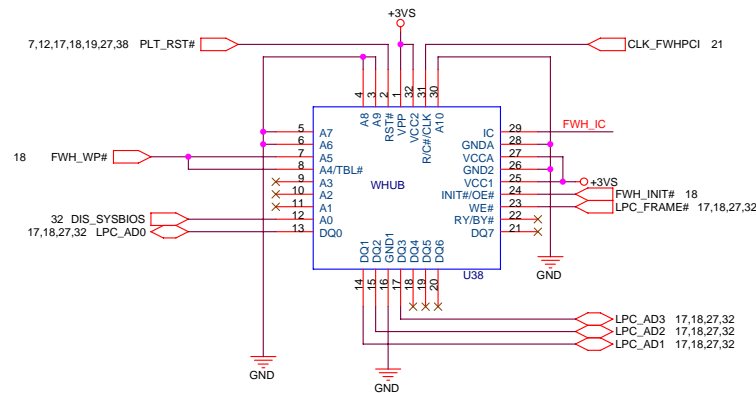 +3VS
7,12,17,18,19,27,38 PLT_RST#
CLK_FWHPCI 21
4 3 2 1 32 31 30
A8 A9 RST# VPP VCC2 R/C#/CLK A10
5 A7 IC 29 FWH_IC
6 A6 GNDA 28
18 FWH_WP# 7 A5 VCCA 27
8 A4/TBL# GND2 26
9 A3 WHUB VCC1 25 +3VS
10 A2 INIT#/OE# 24 FWH_INIT# 18
11 A1 WE# 23 LPC_FRAME# 17,18,27,32
32 DIS_SYSBIOS 12 A0 RY/BY# 22
17,18,27,32 LPC_AD0 13 DQ0 DQ7 21
DQ1 DQ2 GND1 DQ3 DQ4 DQ5 DQ6
U38
GND
14 15 16 17 18 19 20
LPC_AD3 17,18,27,32
LPC_AD2 17,18,27,32
LPC_AD1 17,18,27,32
GND
GND